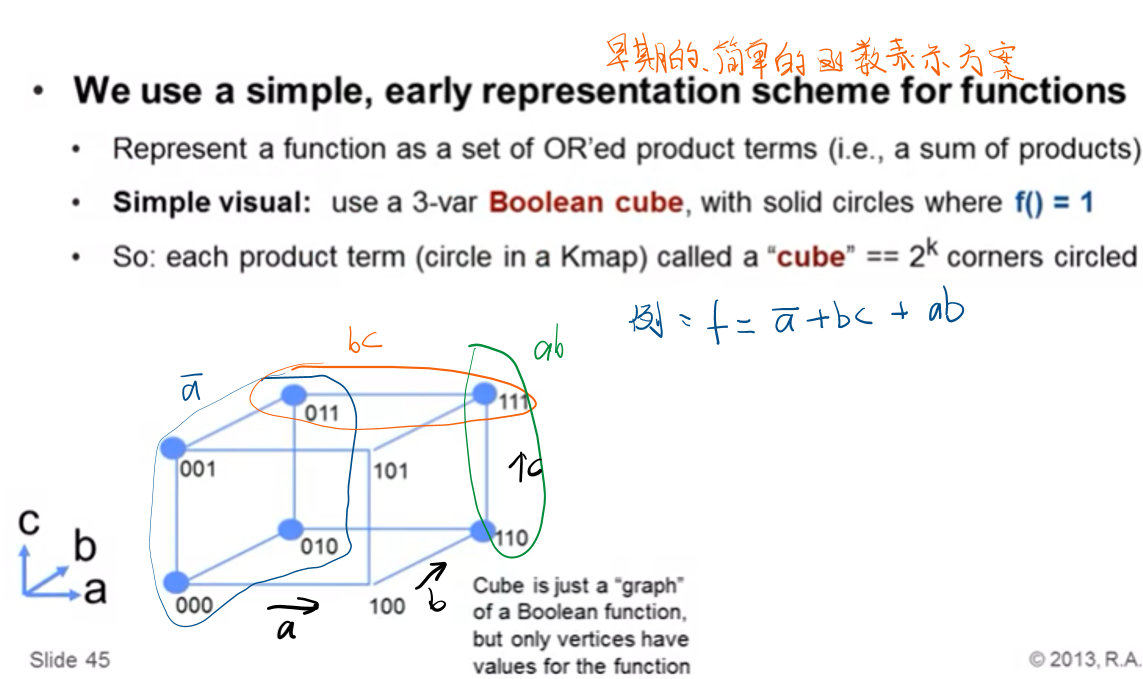 早期的、简单的函数表示方案
• We use a simple, early representation scheme for functions
• Represent a function as a set of OR'ed product terms (i.e., a sum of products)
• Simple visual: use a 3-var Boolean cube, with solid circles where f() = 1
• So: each product term (circle in a Kmap) called a “cube” == 2ᵏ corners circled
例: f = a̅ + bc + ab
bc
ab
a̅
011
111
001
101
↑c
c
b
a
010
110
000
100
a
b
Cube is just a “graph”
of a Boolean function,
but only vertices have
values for the function
Slide 45
© 2013, R.A.